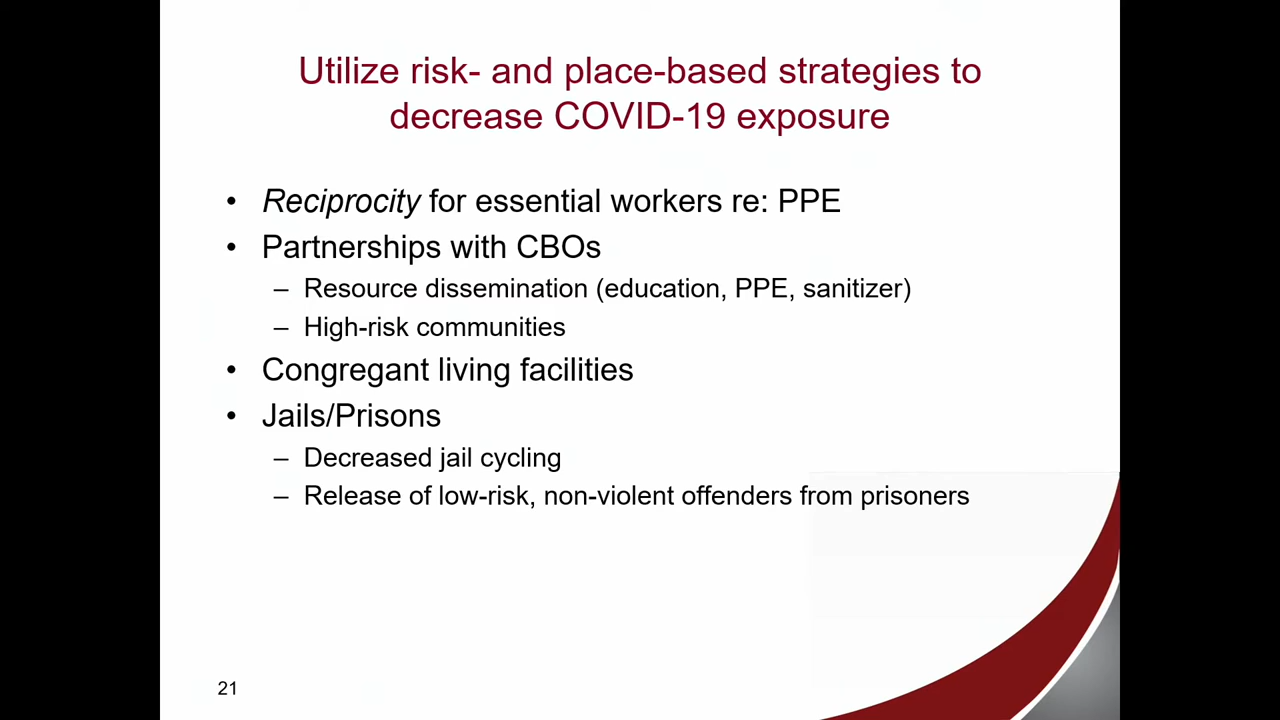 Utilize risk- and place-based strategies to
decrease COVID-19 exposure
• Reciprocity for essential workers re: PPE
• Partnerships with CBOs
– Resource dissemination (education, PPE, sanitizer)
– High-risk communities
• Congregant living facilities
• Jails/Prisons
– Decreased jail cycling
– Release of low-risk, non-violent offenders from prisoners
21